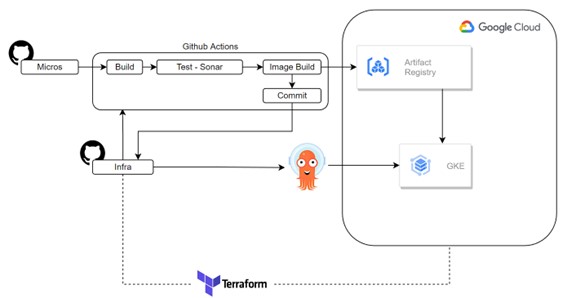 Google Cloud
Github Actions
Micros
Build
Test - Sonar
Image Build
Artifact
Registry
Commit
Infra
GKE
Terraform